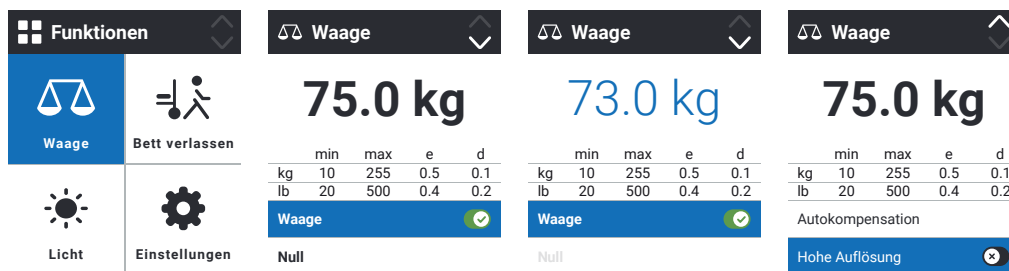 Funktionen
Waage
Bett verlassen
Licht
Einstellungen
Waage
75.0 kg
min max e d
kg 10 255 0.5 0.1
lb 20 500 0.4 0.2
Waage
Null
Waage
73.0 kg
min max e d
kg 10 255 0.5 0.1
lb 20 500 0.4 0.2
Waage
Null
Waage
75.0 kg
min max e d
kg 10 255 0.5 0.1
lb 20 500 0.4 0.2
Autokompensation
Hohe Auflösung